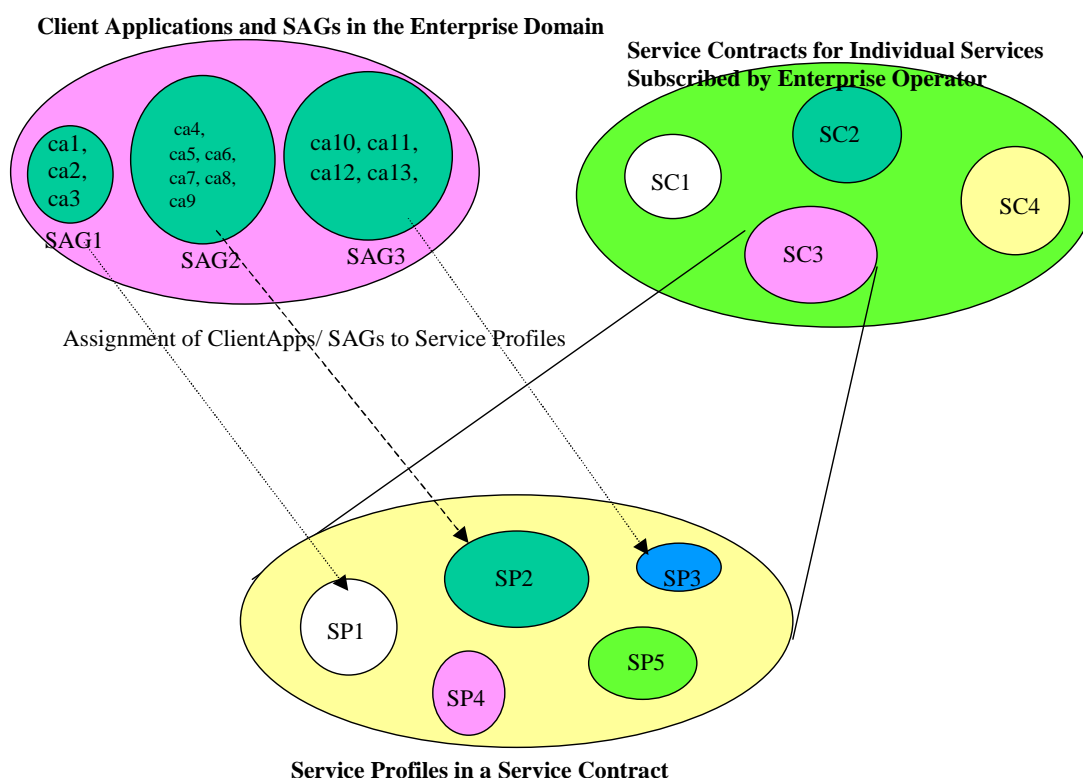 Client Applications and SAGs in the Enterprise Domain
Service Contracts for Individual Services
Subscribed by Enterprise Operator
ca1,
ca2,
ca3
SAG1
ca4,
ca5, ca6,
ca7, ca8,
ca9
SAG2
ca10, ca11,
ca12, ca13,
SAG3
SC1
SC2
SC3
SC4
Assignment of ClientApps/ SAGs to Service Profiles
SP1
SP2
SP3
SP4
SP5
Service Profiles in a Service Contract